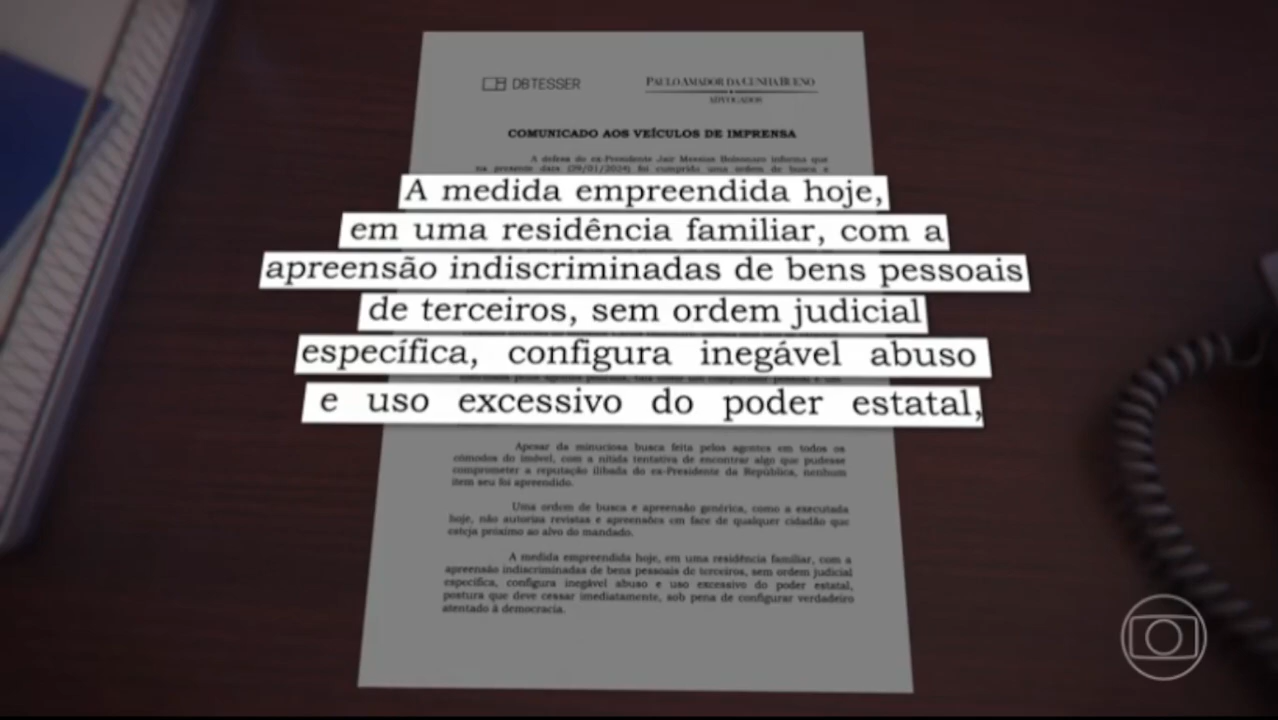 DBTESSER
PAULO AMADOR DA CUNHA BUENO
ADVOGADOS
COMUNICADO AOS VEÍCULOS DE IMPRENSA
A defesa do ex-Presidente Jair Messias Bolsonaro informa que
na presente data (29/01/2024) foi cumprido uma ordem de busca e
A medida empreendida hoje,
em uma residência familiar, com a
apreensão indiscriminadas de bens pessoais
de terceiros, sem ordem judicial
específica, configura inegável abuso
e uso excessivo do poder estatal,
Apesar da minuciosa busca feita pelos agentes em todos os
cômodos do imóvel, com a nítida tentativa de encontrar algo que pudesse
comprometer a reputação ilibada do ex-Presidente da República, nenhum
item seu foi apreendido.
Uma ordem de busca e apreensão genérica, como a executada
hoje, não autoriza revistas e apreensões em face de qualquer cidadão que
esteja próximo ao alvo do mandado.
A medida empreendida hoje, em uma residência familiar, com a
apreensão indiscriminadas de bens pessoais de terceiros, sem ordem judicial
específica, configura inegável abuso e uso excessivo do poder estatal,
postura que deve cessar imediatamente, sob pena de configurar verdadeiro
atentado à democracia.